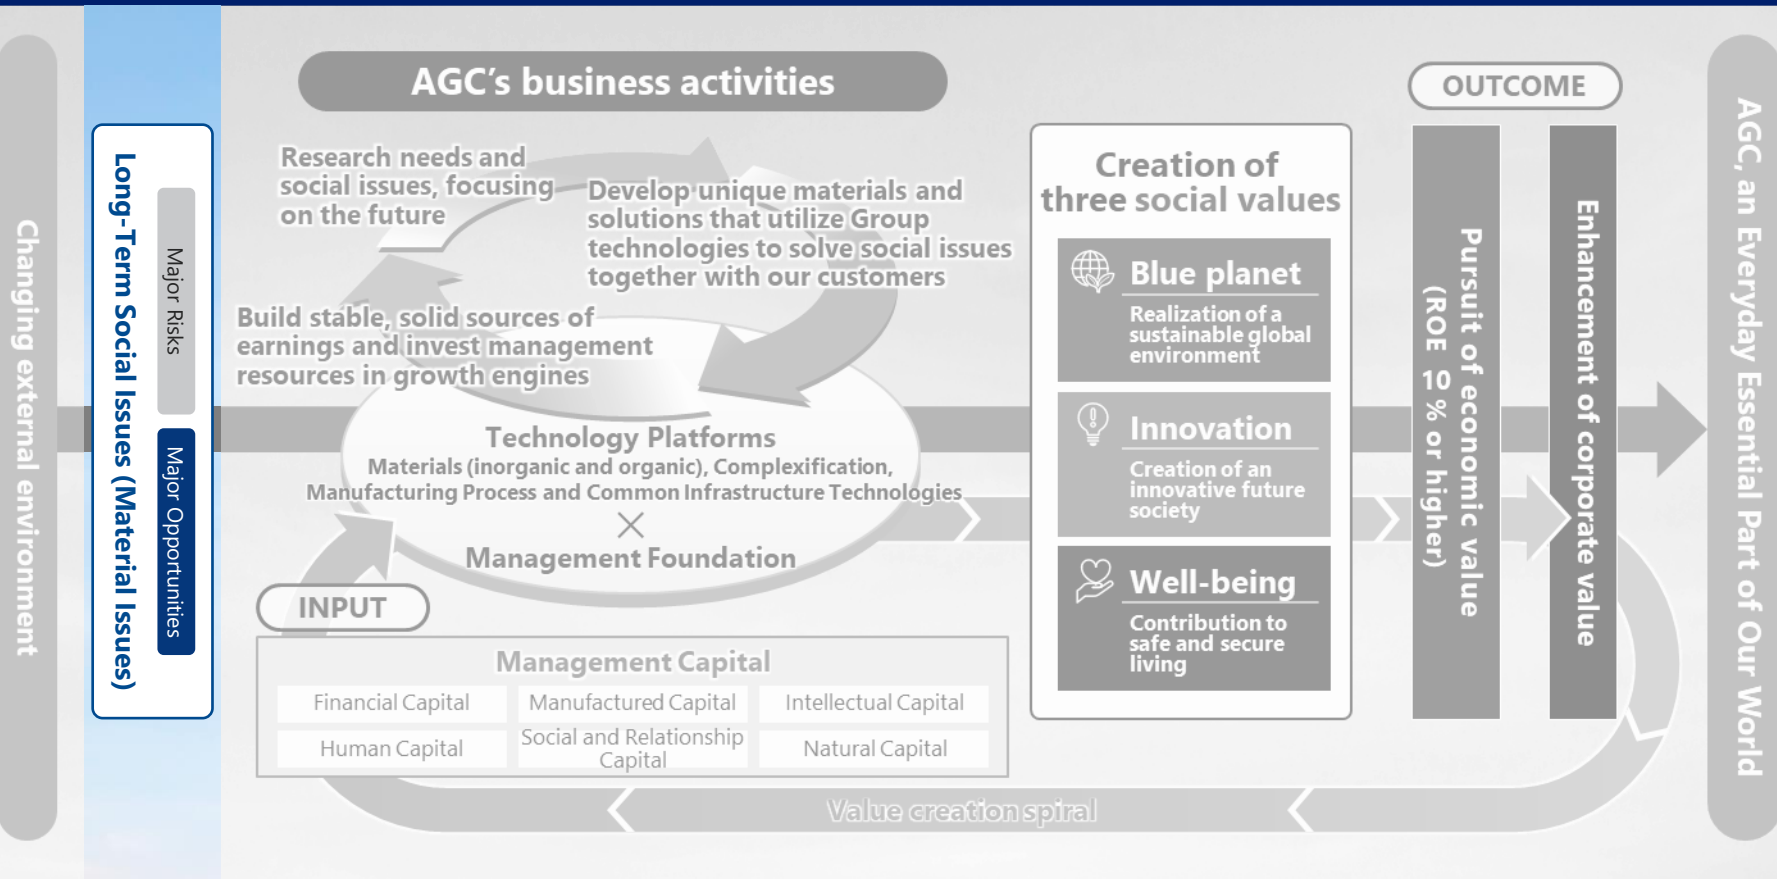 Changing external environment
Long-Term Social Issues (Material Issues)
Major Risks
Major Opportunities
AGC’s business activities
Research needs and
social issues, focusing
on the future
Develop unique materials and
solutions that utilize Group
technologies to solve social issues
together with our customers
Build stable, solid sources of
earnings and invest management
resources in growth engines
Technology Platforms
Materials (inorganic and organic), Complexification,
Manufacturing Process and Common Infrastructure Technologies
×
Management Foundation
INPUT
Management Capital
Financial Capital
Manufactured Capital
Intellectual Capital
Human Capital
Social and Relationship
Capital
Natural Capital
Creation of
three social values
Blue planet
Realization of a
sustainable global
environment
Innovation
Creation of an
innovative future
society
Well-being
Contribution to
safe and secure
living
OUTCOME
Pursuit of economic value
(ROE 10 % or higher)
Enhancement of corporate value
Value creation spiral
AGC, an Everyday Essential Part of Our World